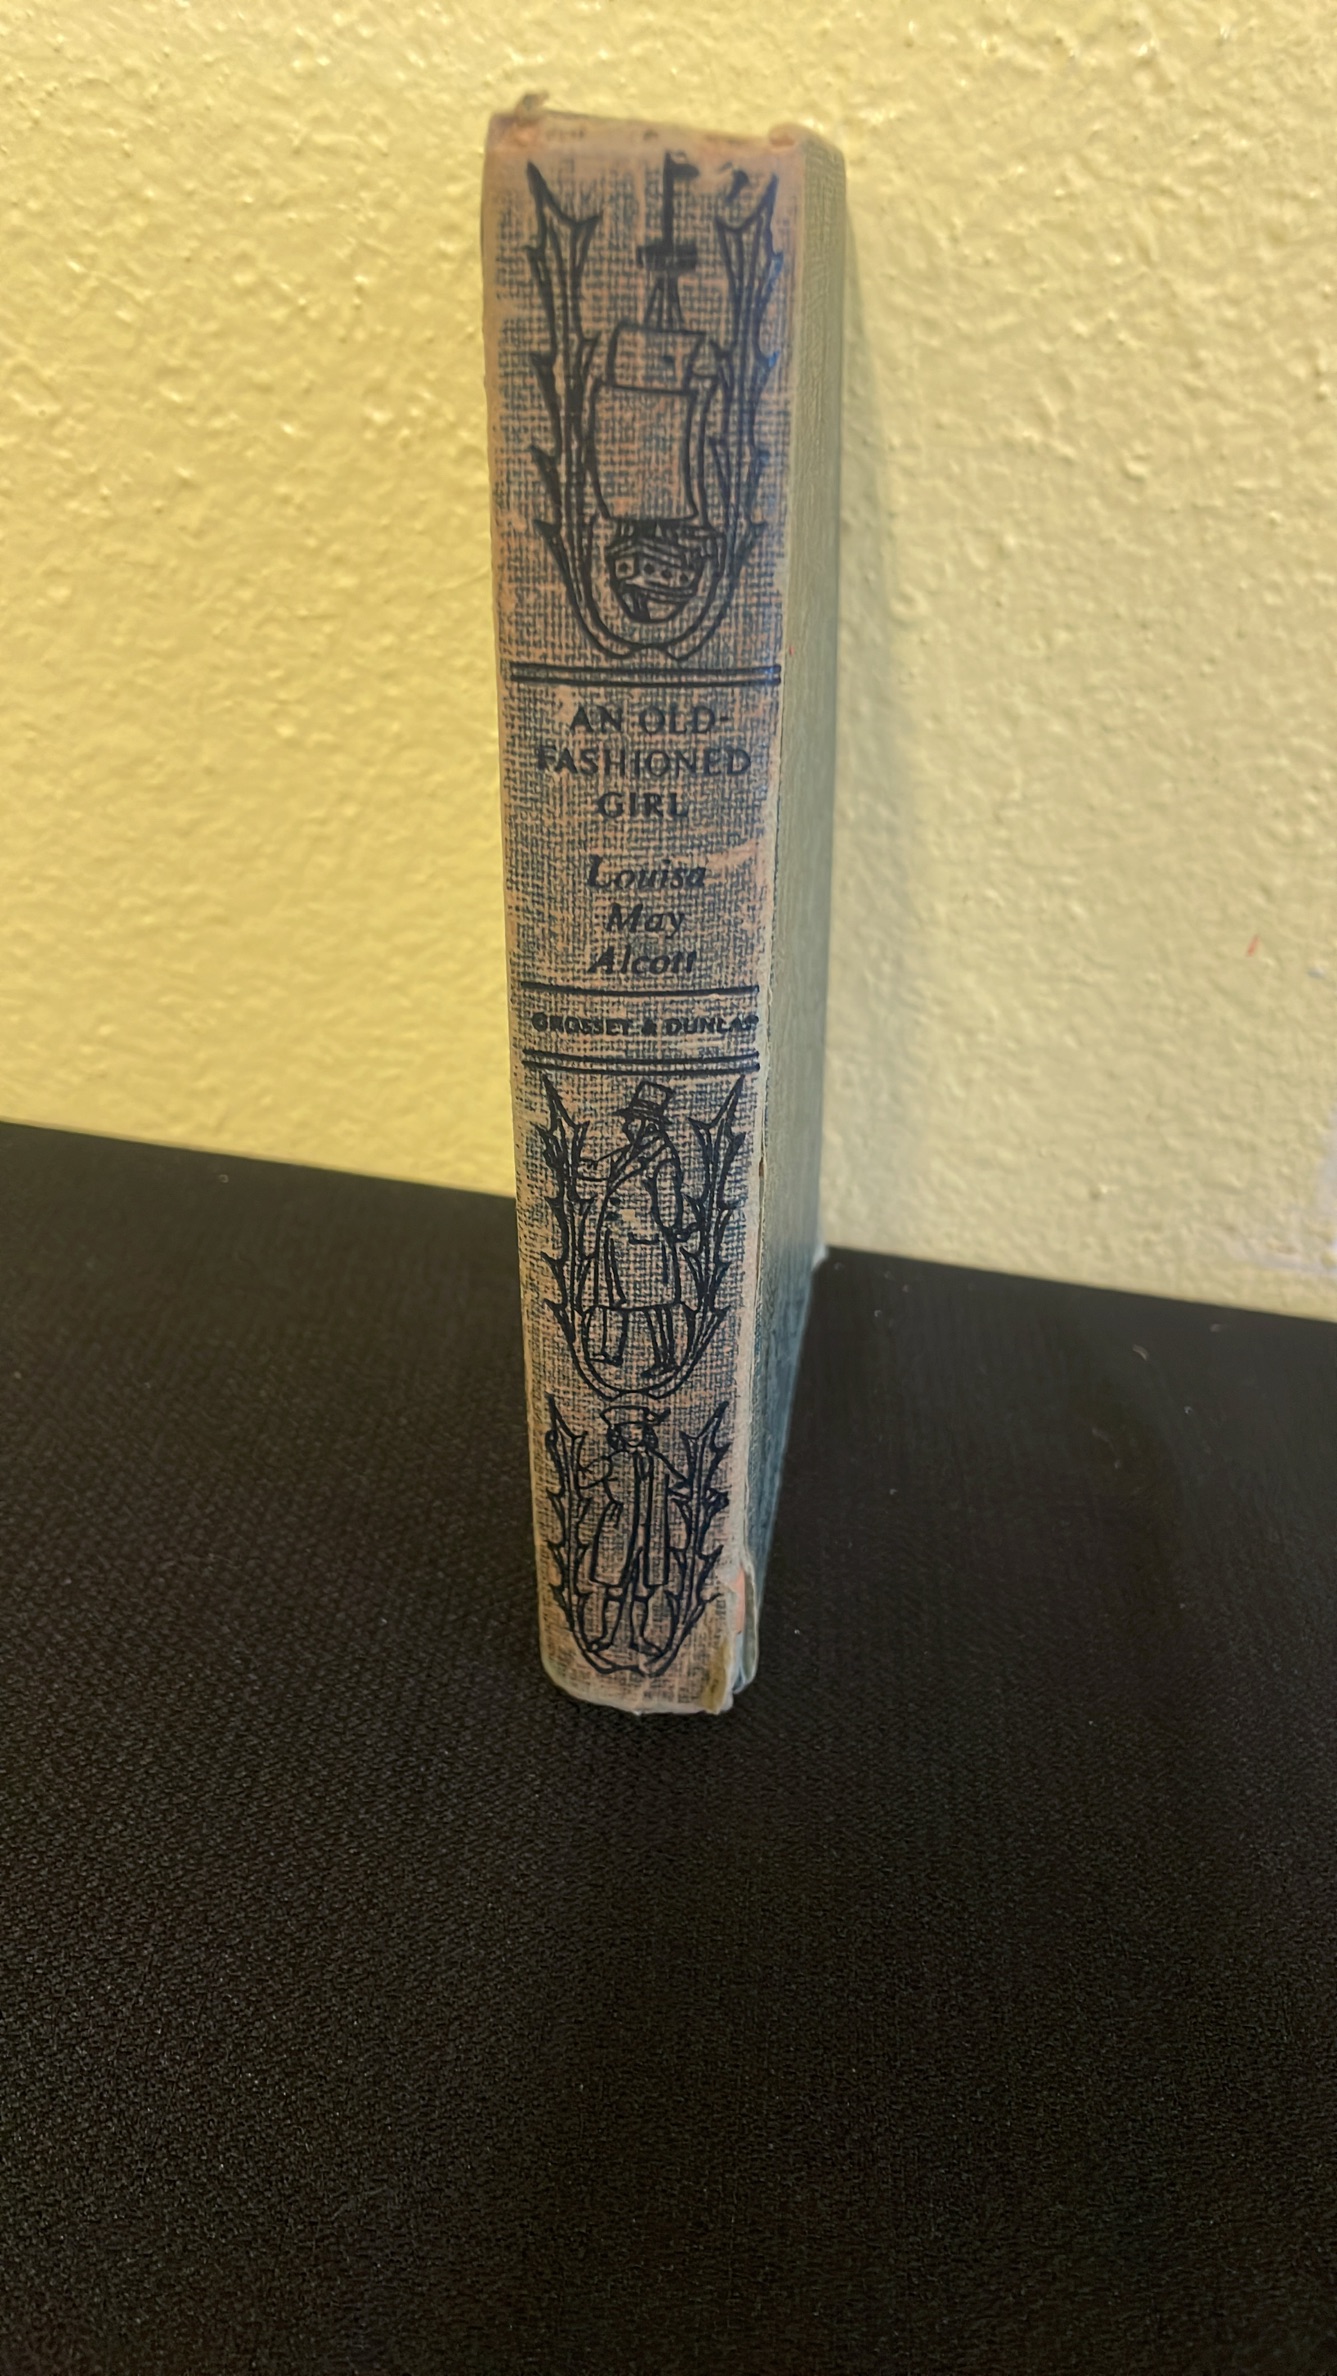 AN OLD-
FASHIONED
GIRL
Louisa
May
Alcott
GROSSET & DUNLAP